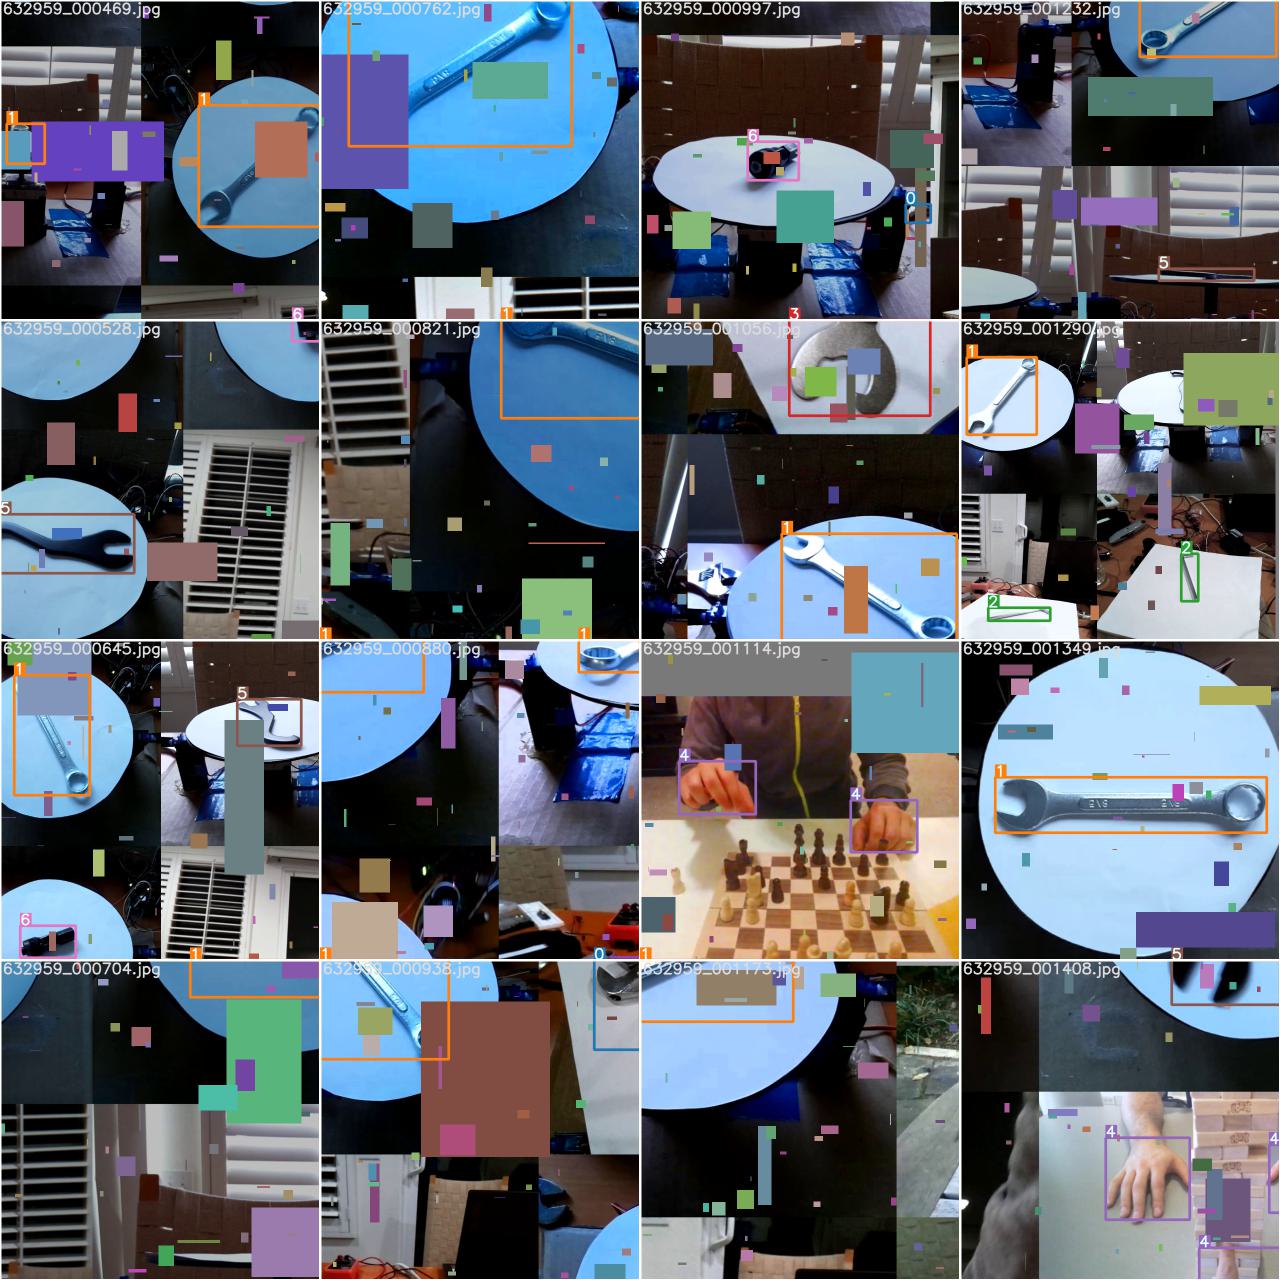 632959_000469.jpg
632959_000762.jpg
632959_000997.jpg
632959_001232.jpg
1
1
6
0
5
632959_000528.jpg
632959_000821.jpg
632959_001056.jpg
632959_001290.jpg
6
1
3
1
5
1
2
2
632959_000645.jpg
632959_000880.jpg
632959_001114.jpg
632959_001349.jpg
1
5
1
1
4
4
1
6
632959_000704.jpg
632959_000938.jpg
632959_001173.jpg
632959_001408.jpg
1
1
0
1
5
4
4
4